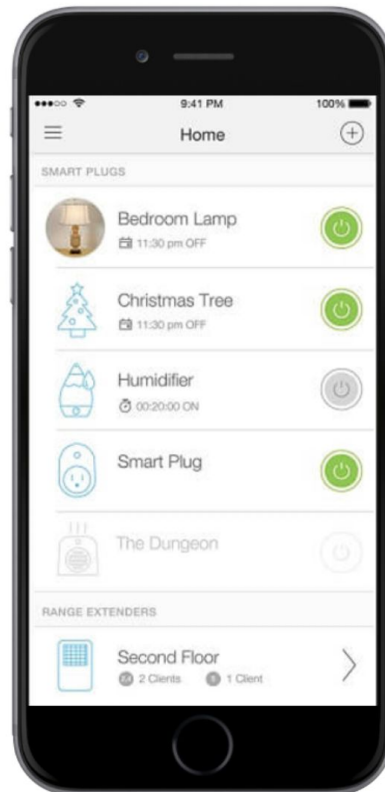 9:41 PM
100%
Home
SMART PLUGS
Bedroom Lamp
11:30 pm OFF
Christmas Tree
11:30 pm OFF
Humidifier
00:20:00 ON
Smart Plug
The Dungeon
RANGE EXTENDERS
Second Floor
2 Clients
1 Client